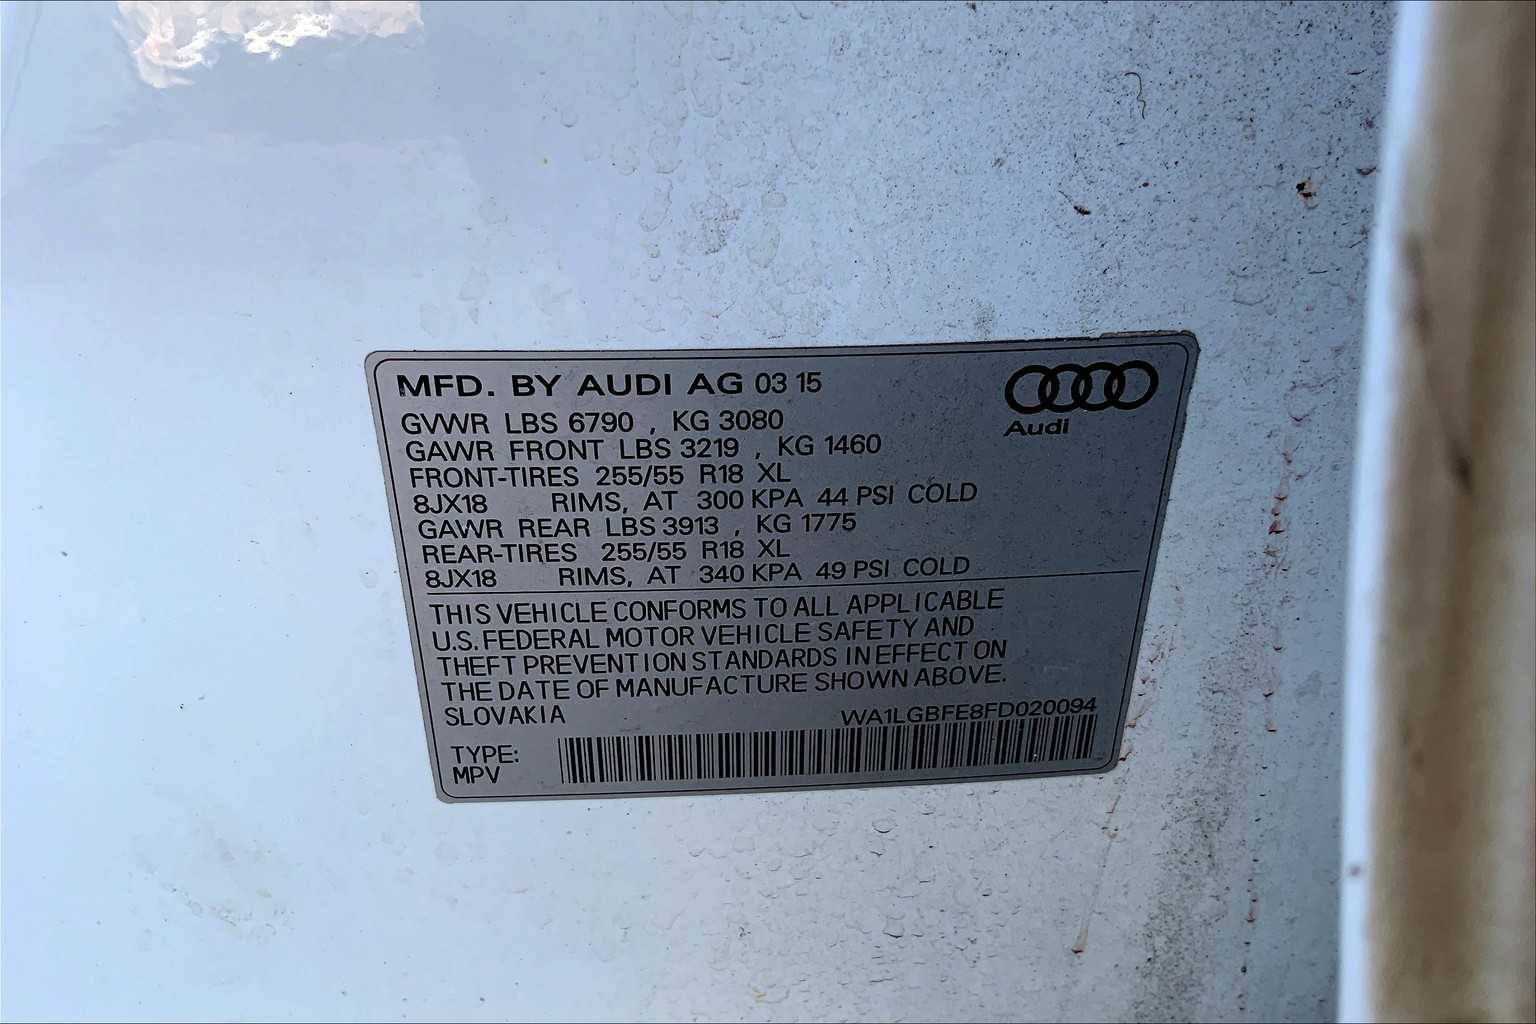 MFD. BY AUDI AG 03 15
GVWR LBS 6790 , KG 3080
Audi
GAWR FRONT LBS 3219 , KG 1460
FRONT-TIRES 255/55 R18 XL
8JX18 RIMS, AT 300 KPA 44 PSI COLD
GAWR REAR LBS 3913 , KG 1775
REAR-TIRES 255/55 R18 XL
8JX18 RIMS, AT 340 KPA 49 PSI COLD
THIS VEHICLE CONFORMS TO ALL APPLICABLE
U.S. FEDERAL MOTOR VEHICLE SAFETY AND
THEFT PREVENTION STANDARDS IN EFFECT ON
THE DATE OF MANUFACTURE SHOWN ABOVE.
SLOVAKIA WA1LGBFE8FD020094
TYPE:
MPV